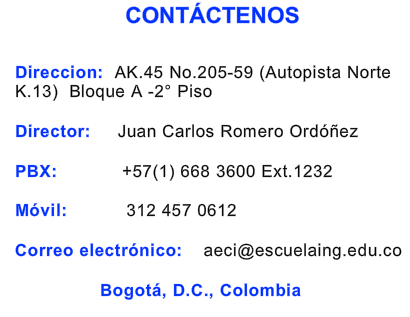 CONTÁCTENOS
Direccion: AK.45 No.205-59 (Autopista Norte
K.13) Bloque A -2° Piso
Director: Juan Carlos Romero Ordóñez
PBX: +57(1) 668 3600 Ext.1232
Móvil: 312 457 0612
Correo electrónico: aeci@escuelaing.edu.co
Bogotá, D.C., Colombia